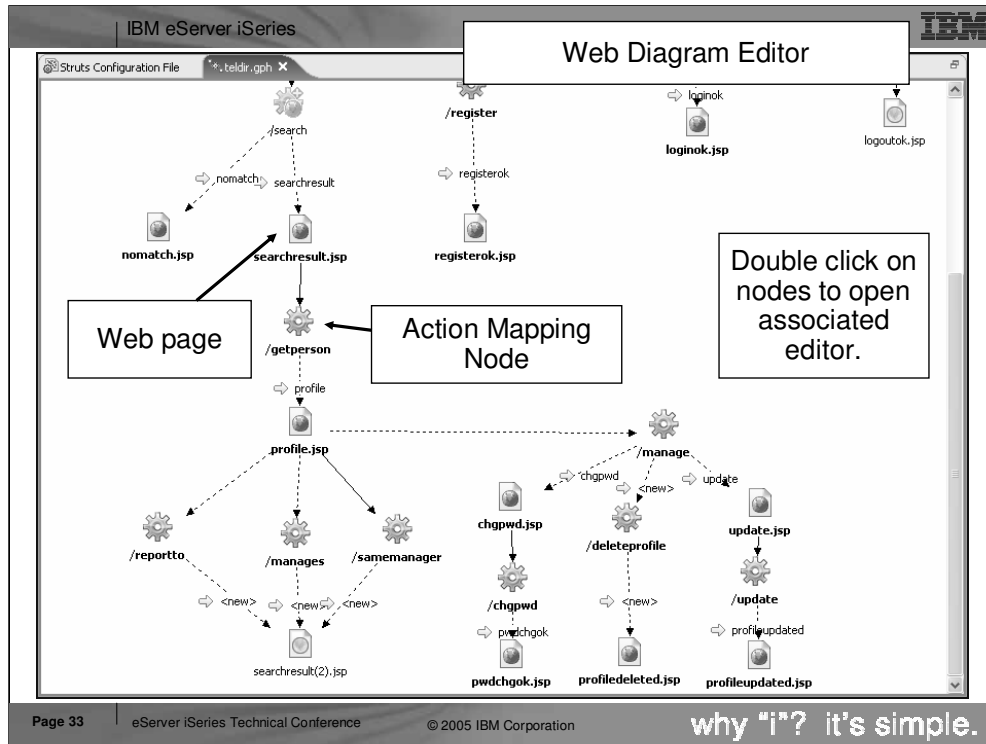 IBM eServer iSeries
IBM
Web Diagram Editor
Struts Configuration File
*.teldir.gph
/search
/register
loginok
loginok.jsp
logoutok.jsp
nomatch
searchresult
registerok
nomatch.jsp
searchresult.jsp
registerok.jsp
Double click on
nodes to open
associated
editor.
Web page
Action Mapping
Node
/getperson
profile
profile.jsp
/manage
chgpwd
<new>
update
chgpwd.jsp
/deleteprofile
update.jsp
/reportto
/manages
/samemanager
/chgpwd
/update
<new>
<new>
<new>
<new>
pwdchgok
profileupdated
searchresult(2).jsp
pwdchgok.jsp
profiledeleted.jsp
profileupdated.jsp
Page 33
eServer iSeries Technical Conference
© 2005 IBM Corporation
why "i"? it's simple.